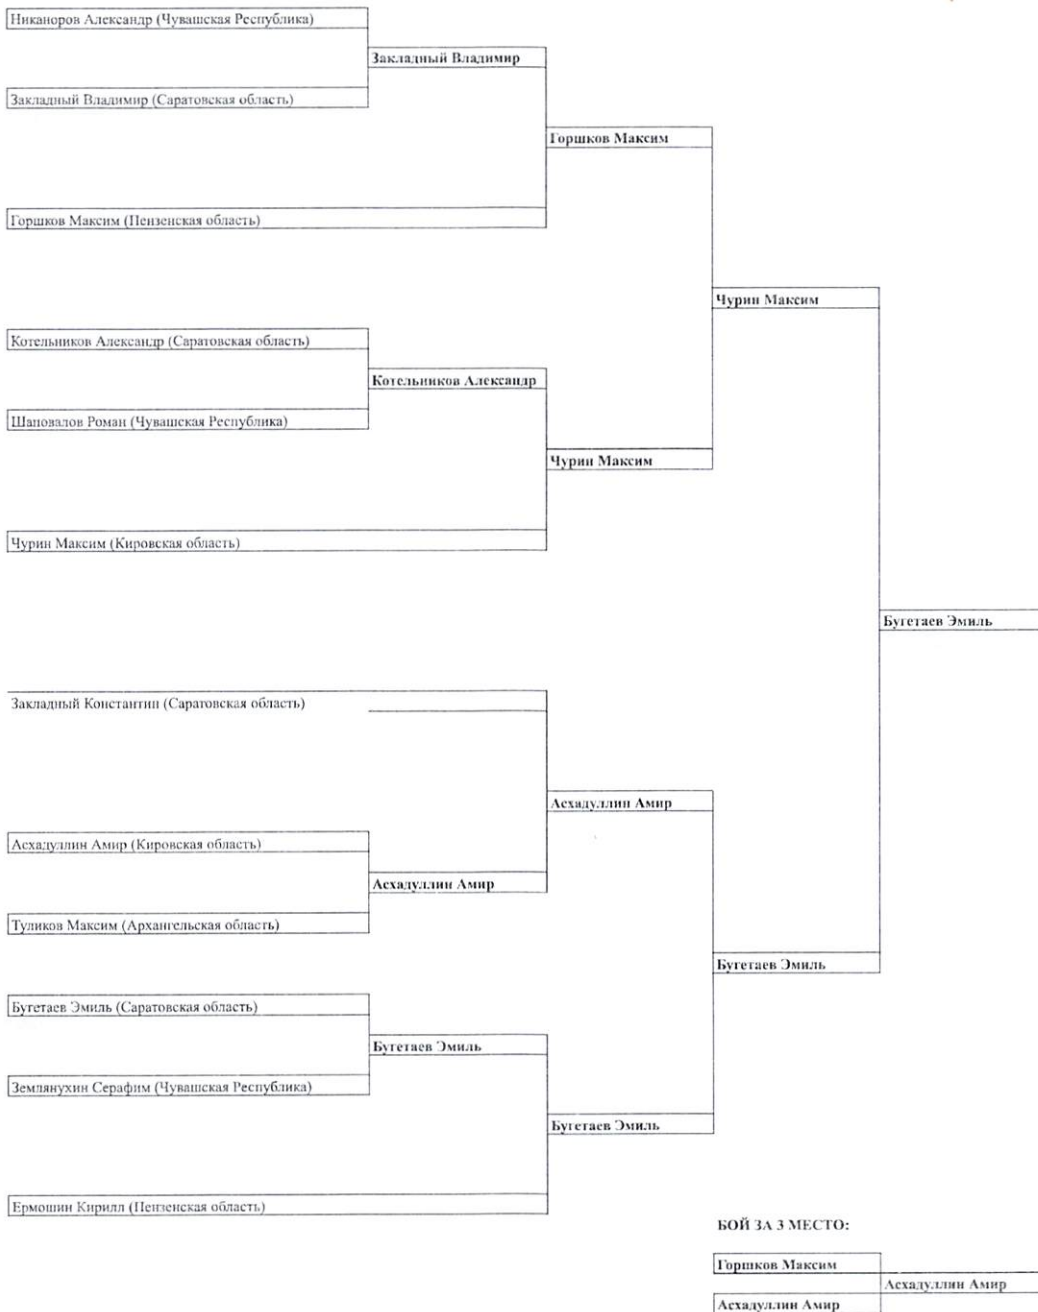 Никаноров Александр (Чувашская Республика)
Закладный Владимир
Закладный Владимир (Саратовская область)
Горшков Максим
Горшков Максим (Пензенская область)
Чурин Максим
Котельников Александр (Саратовская область)
Котельников Александр
Шаповалов Роман (Чувашская Республика)
Чурин Максим
Чурин Максим (Кировская область)
Бугетаев Эмиль
Закладный Константин (Саратовская область)
Асхадуллин Амир
Асхадуллин Амир (Кировская область)
Асхадуллин Амир
Туликов Максим (Архангельская область)
Бугетаев Эмиль
Бугетаев Эмиль (Саратовская область)
Бугетаев Эмиль
Землянухин Серафим (Чувашская Республика)
Бугетаев Эмиль
Ермошин Кирилл (Пензенская область)
БОЙ ЗА 3 МЕСТО:
Горшков Максим
Асхадуллин Амир
Асхадуллин Амир